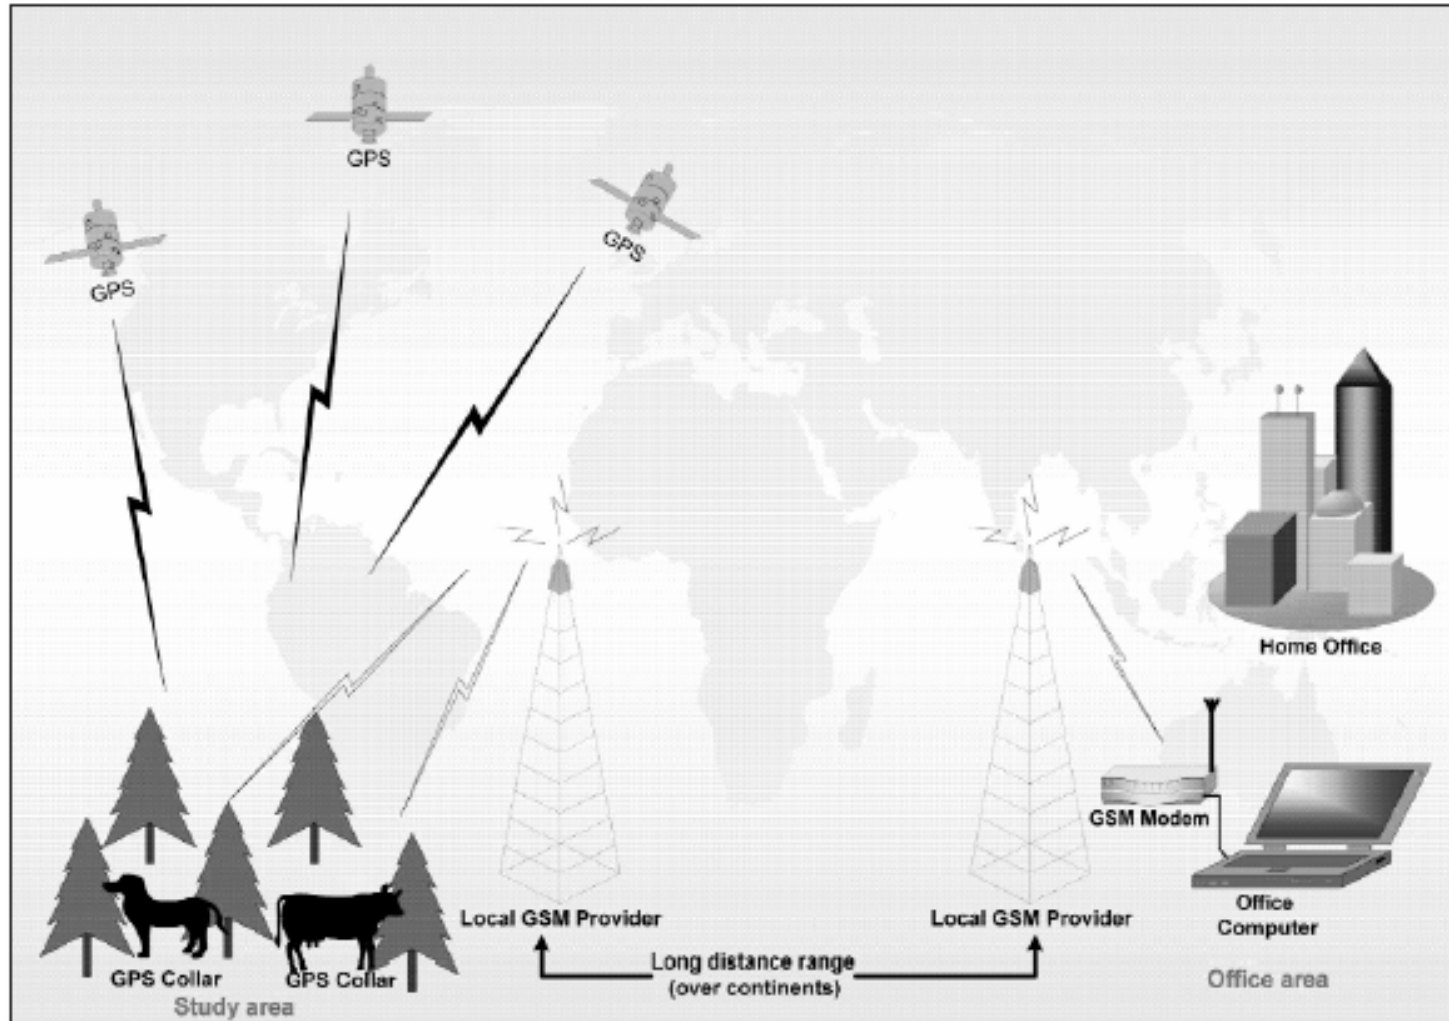 GPS
GPS
GPS
Home Office
GSM Modem
Local GSM Provider
Local GSM Provider
Office
Computer
Long distance range
(over continents)
GPS Collar
GPS Collar
Study area
Office area